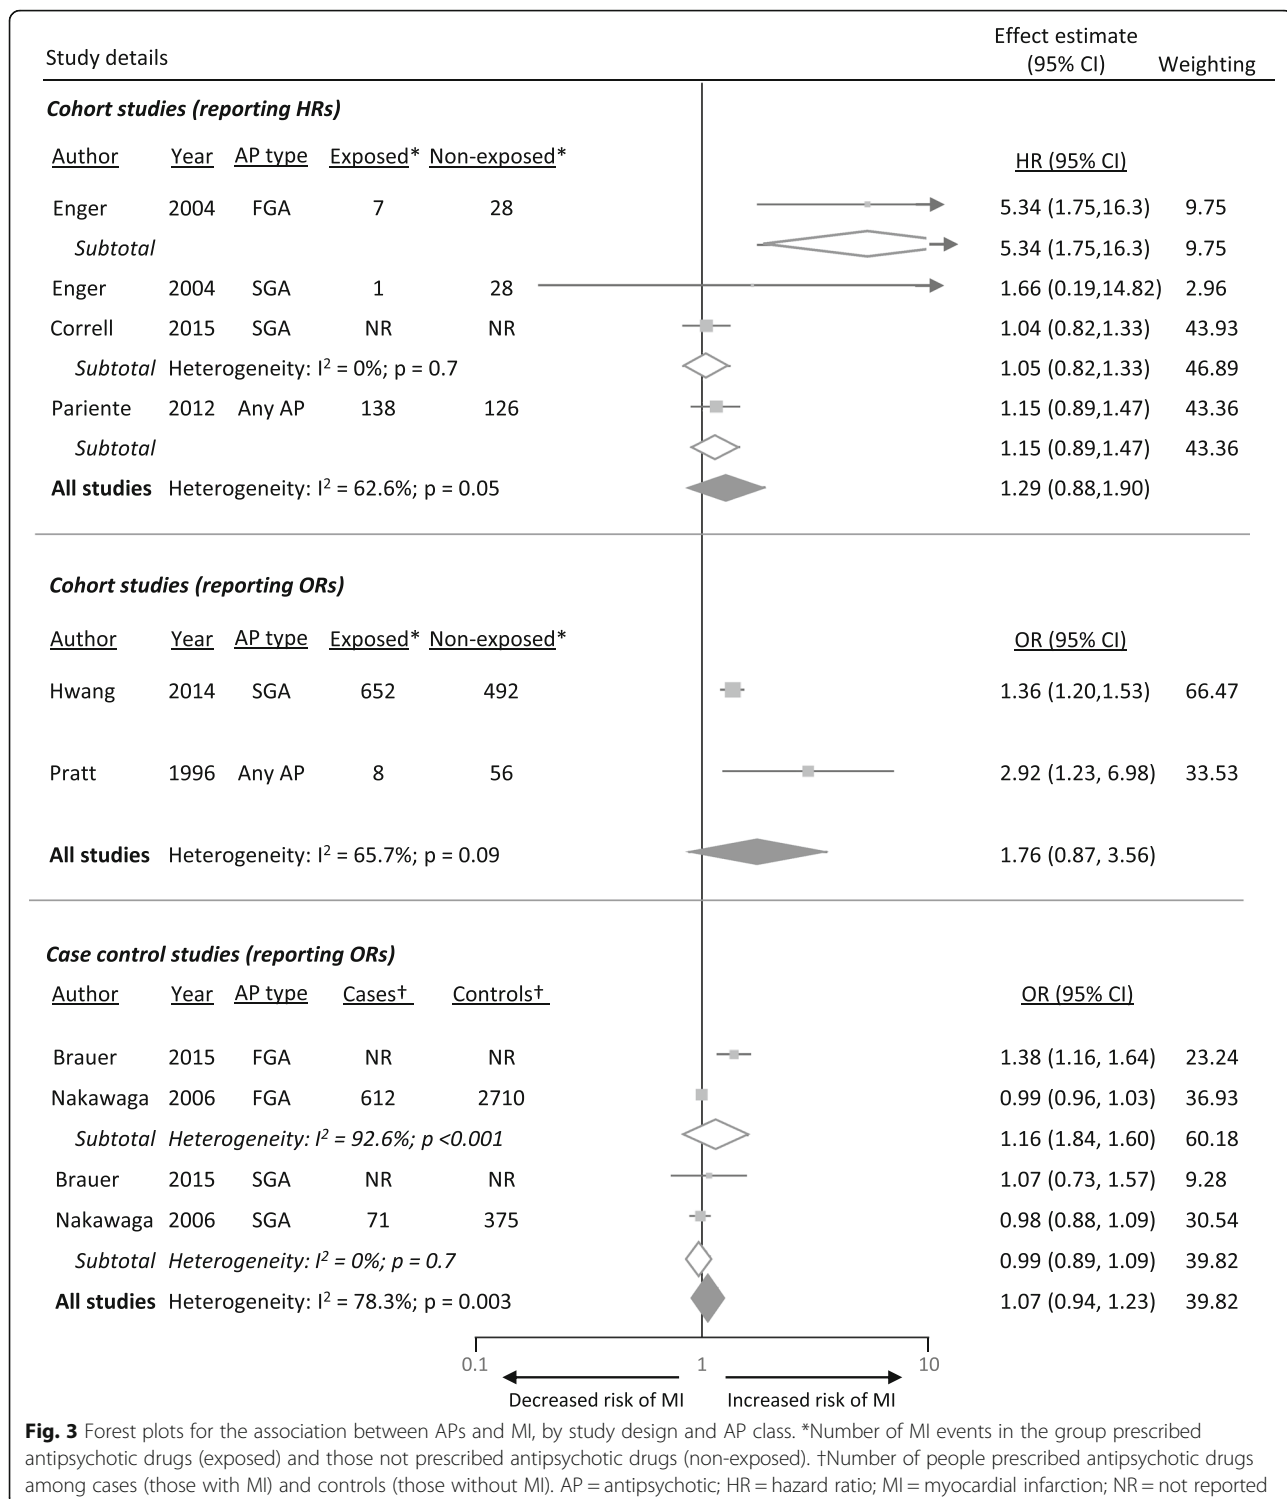 Study details
Effect estimate
(95% CI) Weighting
Cohort studies (reporting HRs)
Author Year AP type Exposed* Non-exposed* HR (95% CI)
Enger 2004 FGA 7 28 5.34 (1.75,16.3) 9.75
Subtotal 5.34 (1.75,16.3) 9.75
Enger 2004 SGA 1 28 1.66 (0.19,14.82) 2.96
Correll 2015 SGA NR NR 1.04 (0.82,1.33) 43.93
Subtotal Heterogeneity: I² = 0%; p = 0.7 1.05 (0.82,1.33) 46.89
Pariente 2012 Any AP 138 126 1.15 (0.89,1.47) 43.36
Subtotal 1.15 (0.89,1.47) 43.36
All studies Heterogeneity: I² = 62.6%; p = 0.05 1.29 (0.88,1.90)
Cohort studies (reporting ORs)
Author Year AP type Exposed* Non-exposed* OR (95% CI)
Hwang 2014 SGA 652 492 1.36 (1.20,1.53) 66.47
Pratt 1996 Any AP 8 56 2.92 (1.23, 6.98) 33.53
All studies Heterogeneity: I² = 65.7%; p = 0.09 1.76 (0.87, 3.56)
Case control studies (reporting ORs)
Author Year AP type Cases† Controls† OR (95% CI)
Brauer 2015 FGA NR NR 1.38 (1.16, 1.64) 23.24
Nakawaga 2006 FGA 612 2710 0.99 (0.96, 1.03) 36.93
Subtotal Heterogeneity: I² = 92.6%; p <0.001 1.16 (1.84, 1.60) 60.18
Brauer 2015 SGA NR NR 1.07 (0.73, 1.57) 9.28
Nakawaga 2006 SGA 71 375 0.98 (0.88, 1.09) 30.54
Subtotal Heterogeneity: I² = 0%; p = 0.7 0.99 (0.89, 1.09) 39.82
All studies Heterogeneity: I² = 78.3%; p = 0.003 1.07 (0.94, 1.23) 39.82
0.1 1 10
Decreased risk of MI Increased risk of MI
Fig. 3 Forest plots for the association between APs and MI, by study design and AP class. *Number of MI events in the group prescribed
antipsychotic drugs (exposed) and those not prescribed antipsychotic drugs (non-exposed). †Number of people prescribed antipsychotic drugs
among cases (those with MI) and controls (those without MI). AP = antipsychotic; HR = hazard ratio; MI = myocardial infarction; NR = not reported